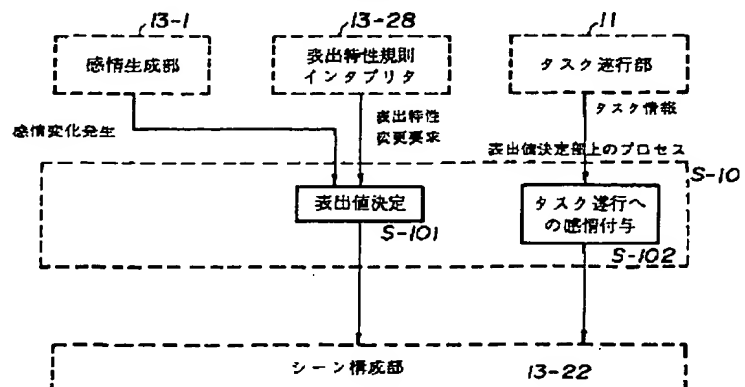 13-1
13-28
11
感情生成部
表出特性規則
インタプリタ
タスク遂行部
感情変化発生
表出特性
変更要求
タスク情報
表出値決定部上のプロセス
S-10
表出値決定
S-101
タスク遂行へ
の感情付与
S-102
シーン構成部
13-22